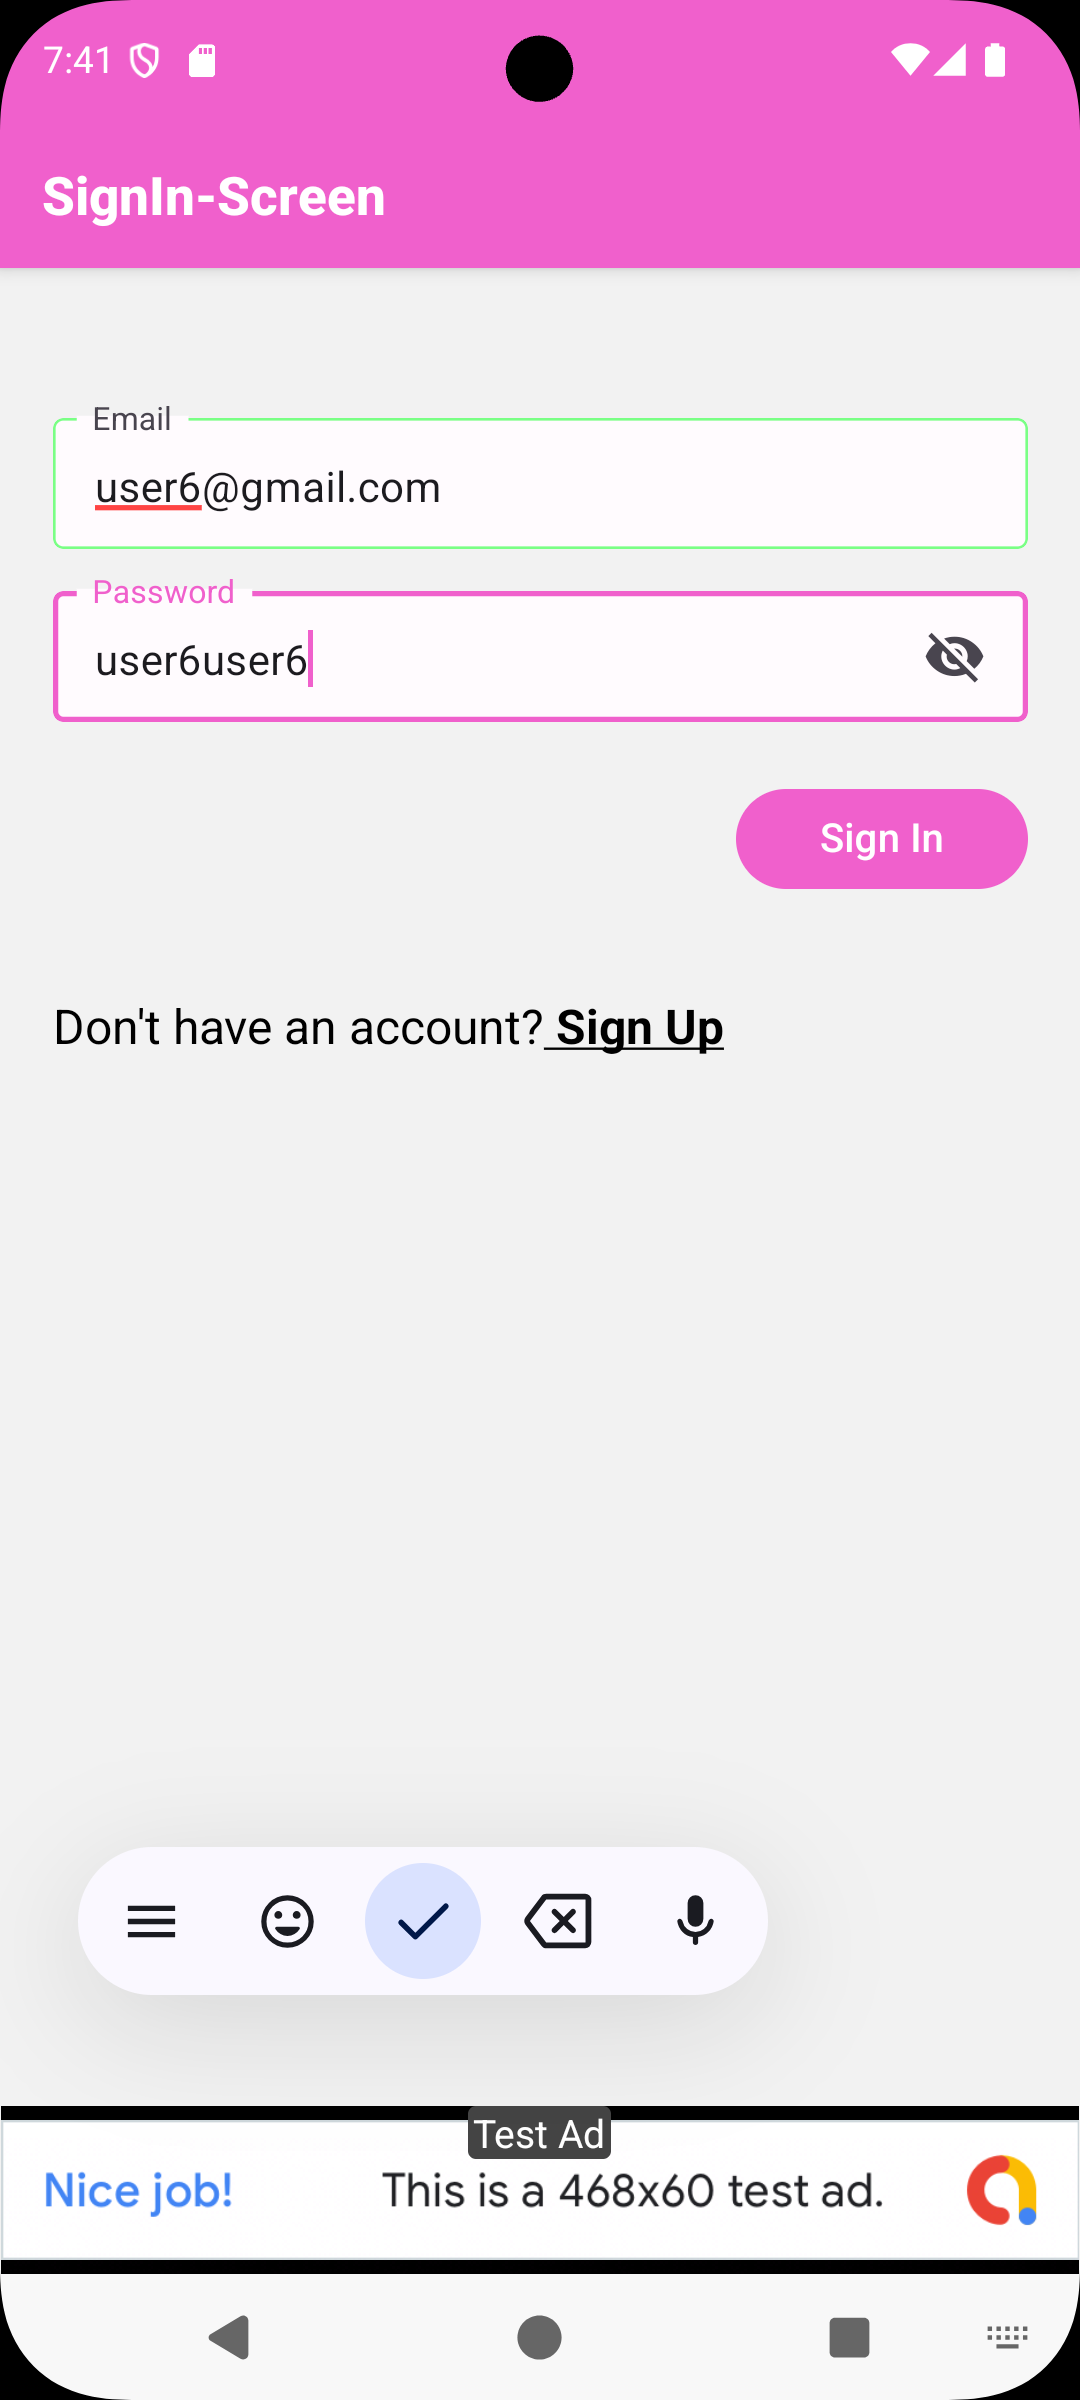 7:41
SignIn-Screen
Email
user6@gmail.com
Password
user6user6
Sign In
Don't have an account? Sign Up
Test Ad
Nice job!
This is a 468x60 test ad.